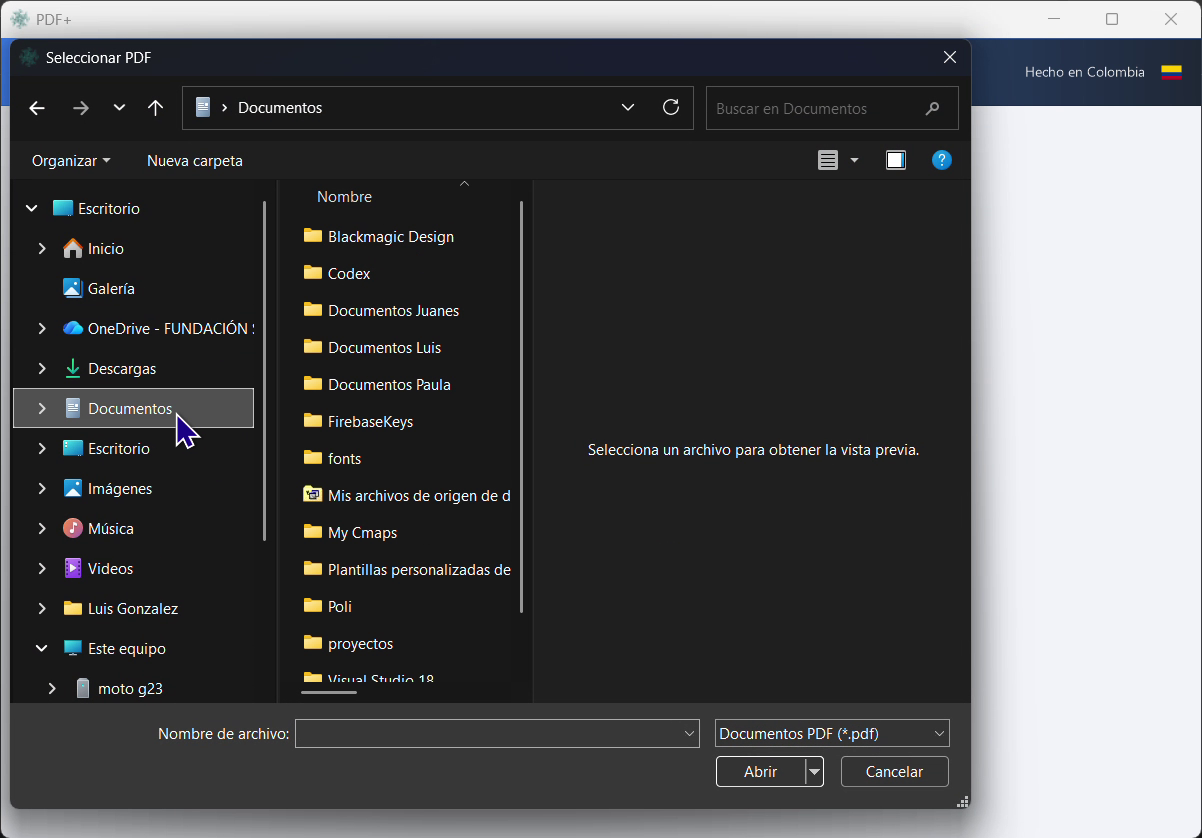 PDF+
Seleccionar PDF
Hecho en Colombia
Documentos
Buscar en Documentos
Organizar
Nueva carpeta
Escritorio
Inicio
Galería
OneDrive - FUNDACIÓN
Descargas
Documentos
Escritorio
Imágenes
Música
Videos
Luis Gonzalez
Este equipo
moto g23
Nombre
Blackmagic Design
Codex
Documentos Juanes
Documentos Luis
Documentos Paula
FirebaseKeys
fonts
Mis archivos de origen de d
My Cmaps
Plantillas personalizadas de
Poli
proyectos
Visual Studio 18
Selecciona un archivo para obtener la vista previa.
Nombre de archivo:
Documentos PDF (*.pdf)
Abrir
Cancelar